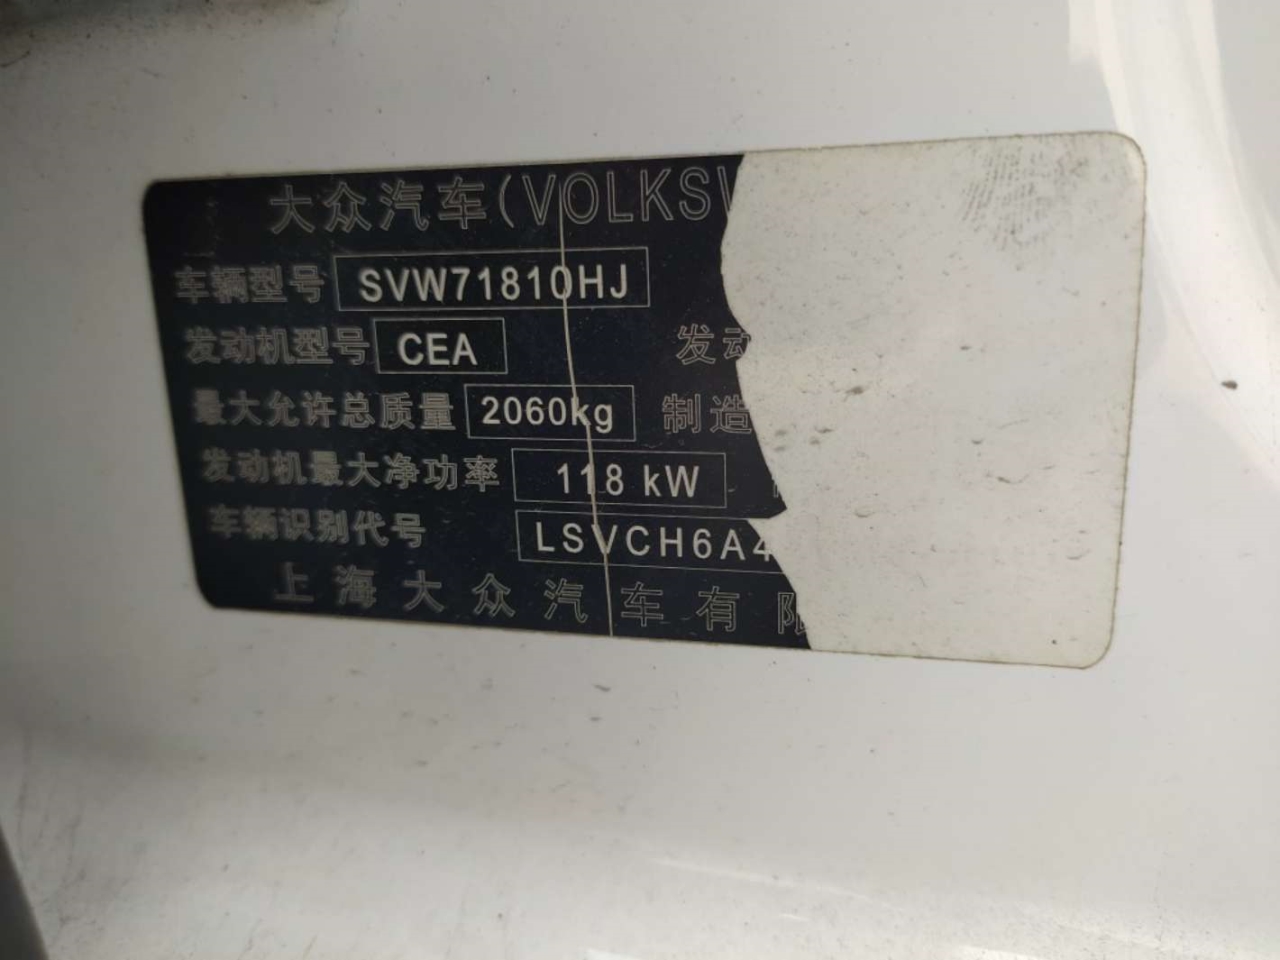 大众汽车(VOLKS
车辆型号 SVW71810HJ
发动机型号 CEA 发动
最大允许总质量 2060kg 制造
发动机最大净功率 118 kW
车辆识别代号 LSVCH6A4
上海大众汽车有限